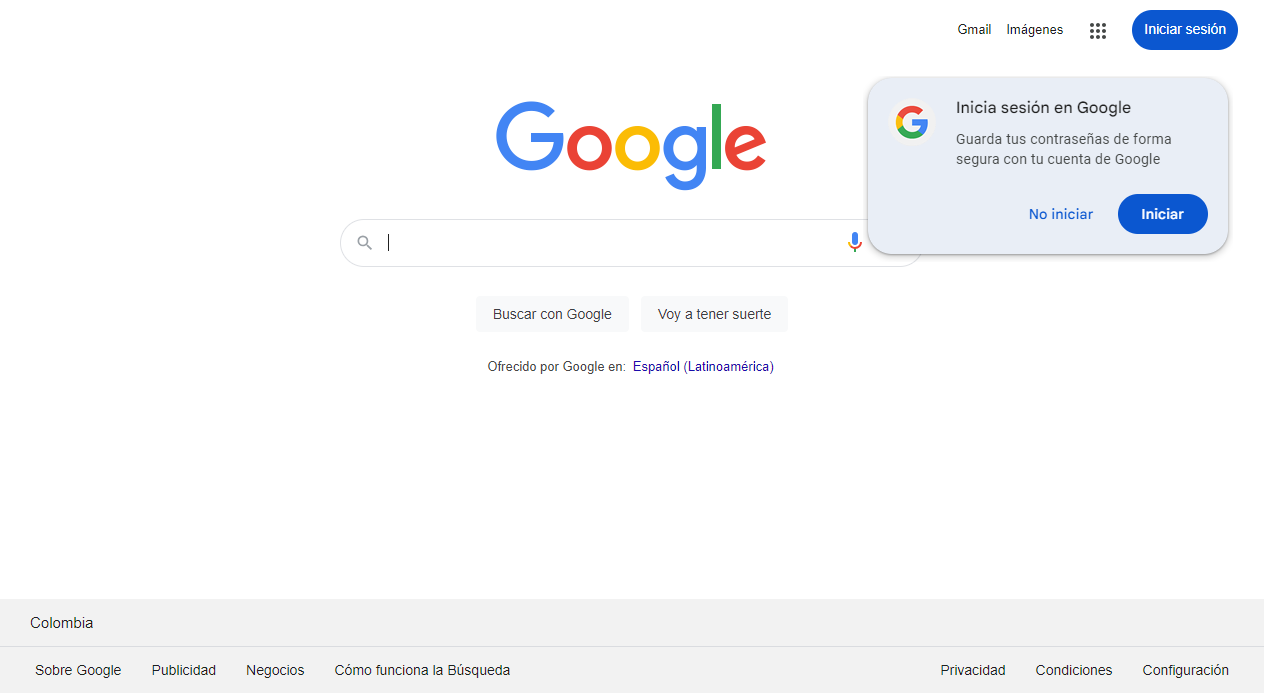 Gmail Imágenes Iniciar sesión
Inicia sesión en Google
Guarda tus contraseñas de forma
segura con tu cuenta de Google
No iniciar Iniciar
Google
Buscar con Google Voy a tener suerte
Ofrecido por Google en: Español (Latinoamérica)
Colombia
Sobre Google Publicidad Negocios Cómo funciona la Búsqueda Privacidad Condiciones Configuración